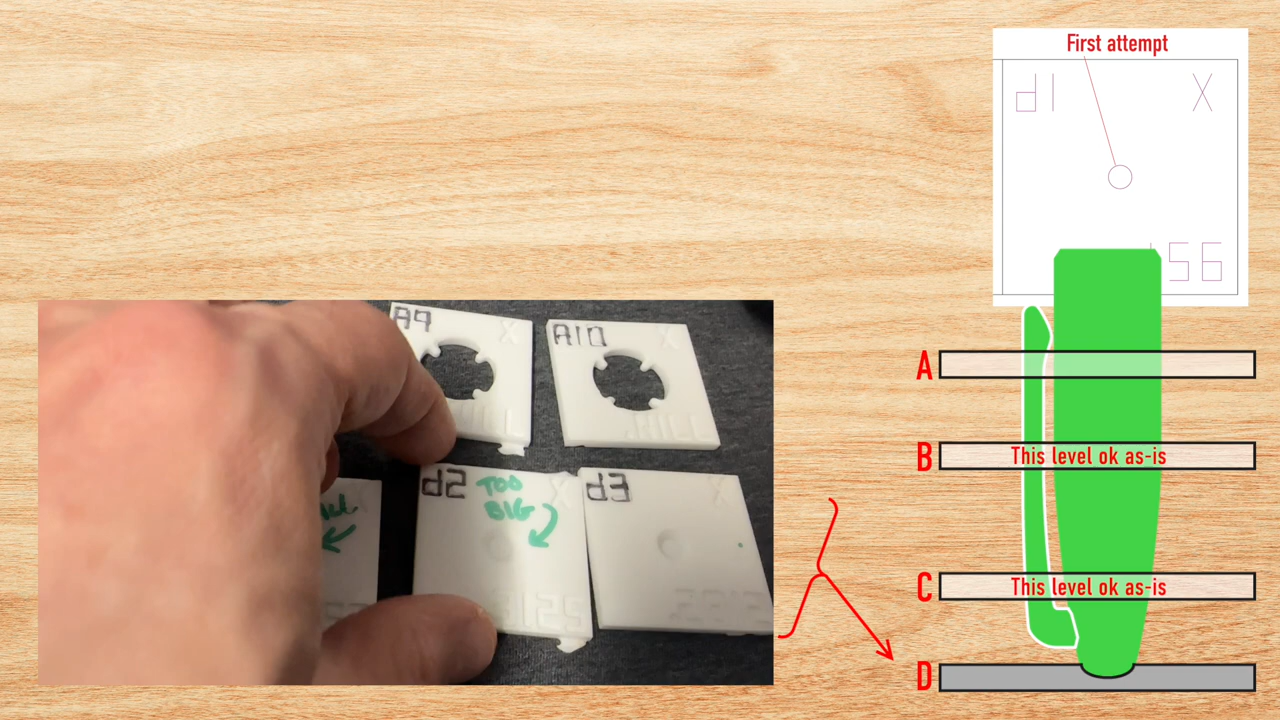 First attempt
d1 X
56
A
B This level ok as-is
C This level ok as-is
D
A9 X
A10 X
d2 TOO X
BIG
d3 X